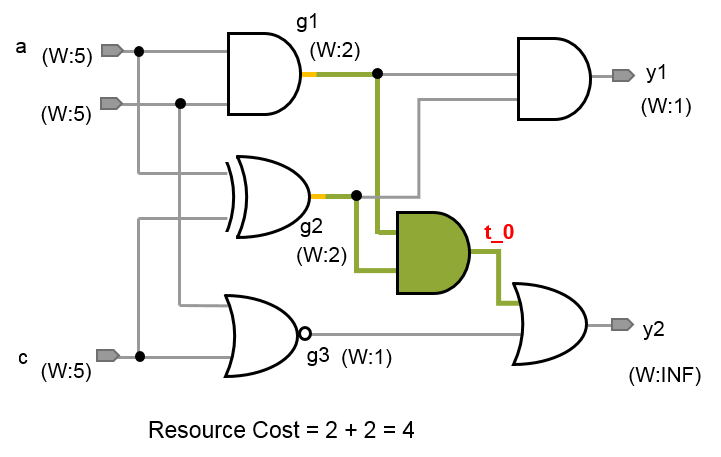 g1
a
(W:5)
(W:2)
y1
(W:5)
(W:1)
g2
t_0
(W:2)
y2
c
(W:5)
g3
(W:1)
(W:INF)
Resource Cost = 2 + 2 = 4